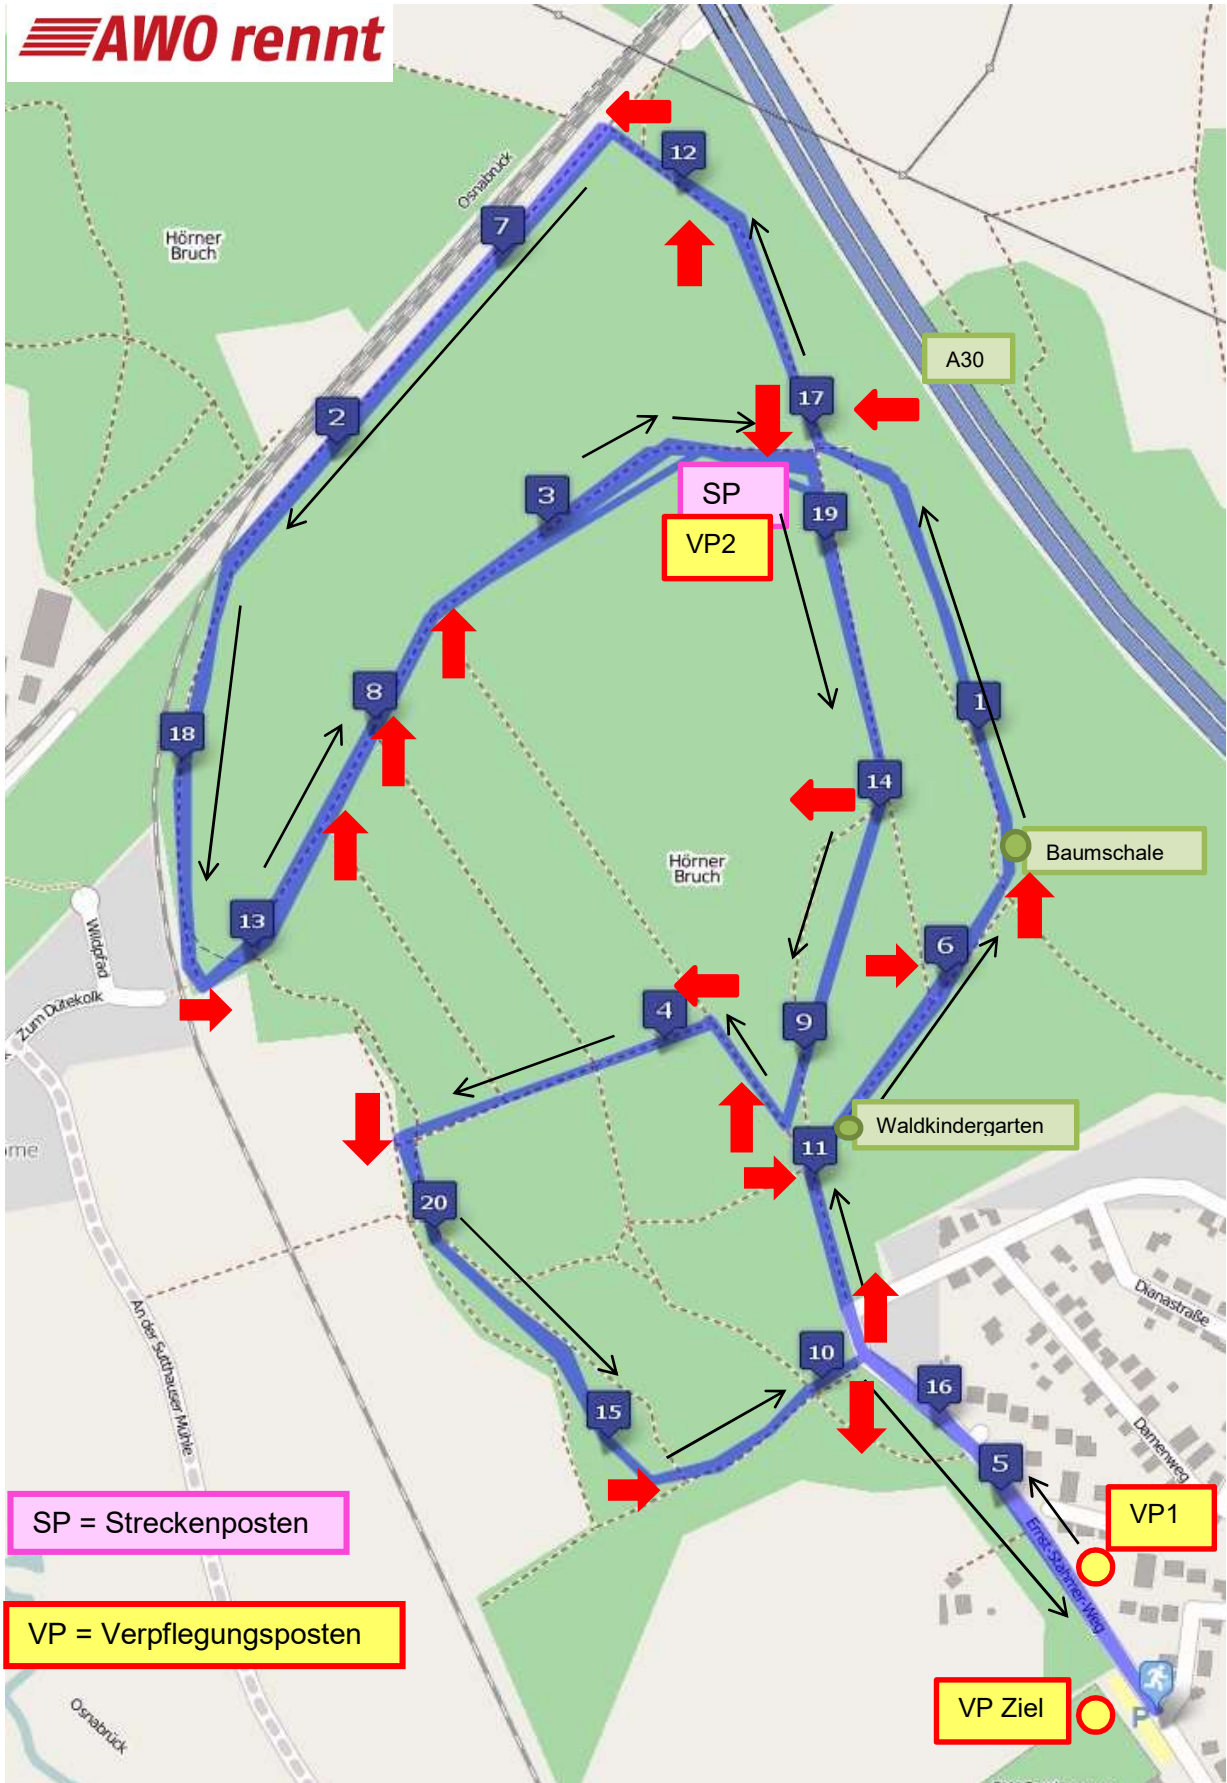 AWO rennt
Osnabrück
12
7
Hörner
Bruch
A30
17
2
3
SP
19
VP2
8
1
18
14
Baumschale
Hörner
Bruch
13
Wildpfad
6
Zum Dütekolk
4
9
Waldkindergarten
11
ome
20
Dianastraße
An der Sutthauser Mühle
10
16
15
Damenweg
5
SP = Streckenposten
VP1
Ernst-Stahmer-Weg
VP = Verpflegungsposten
VP Ziel
P
Osnabrück